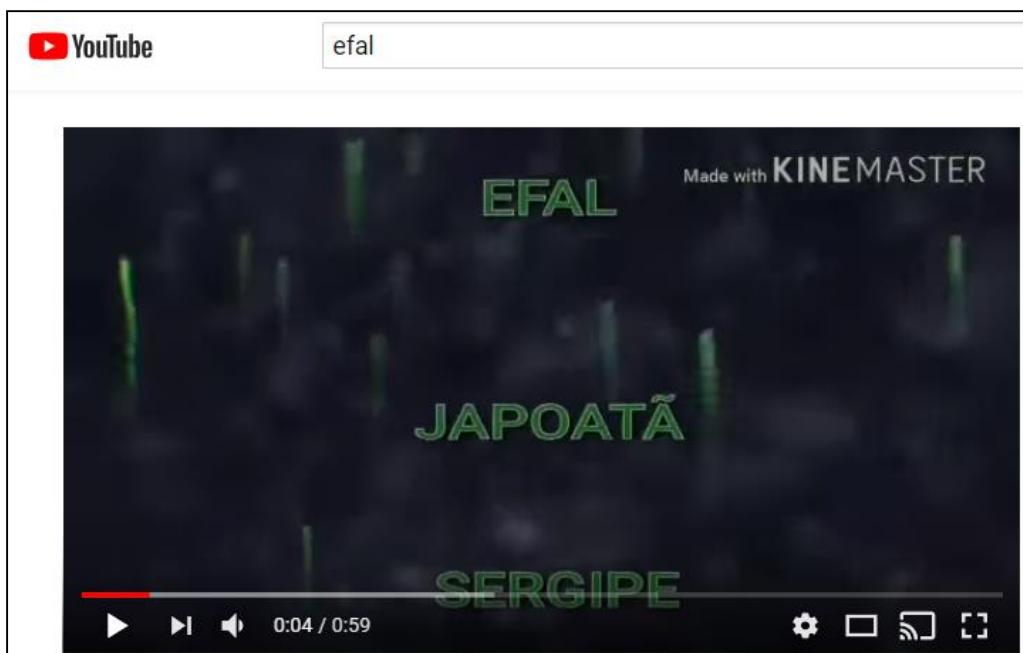 YouTube efal
Made with KINEMASTER
EFAL
JAPOATÃ
SERGIPE
0:04 / 0:59